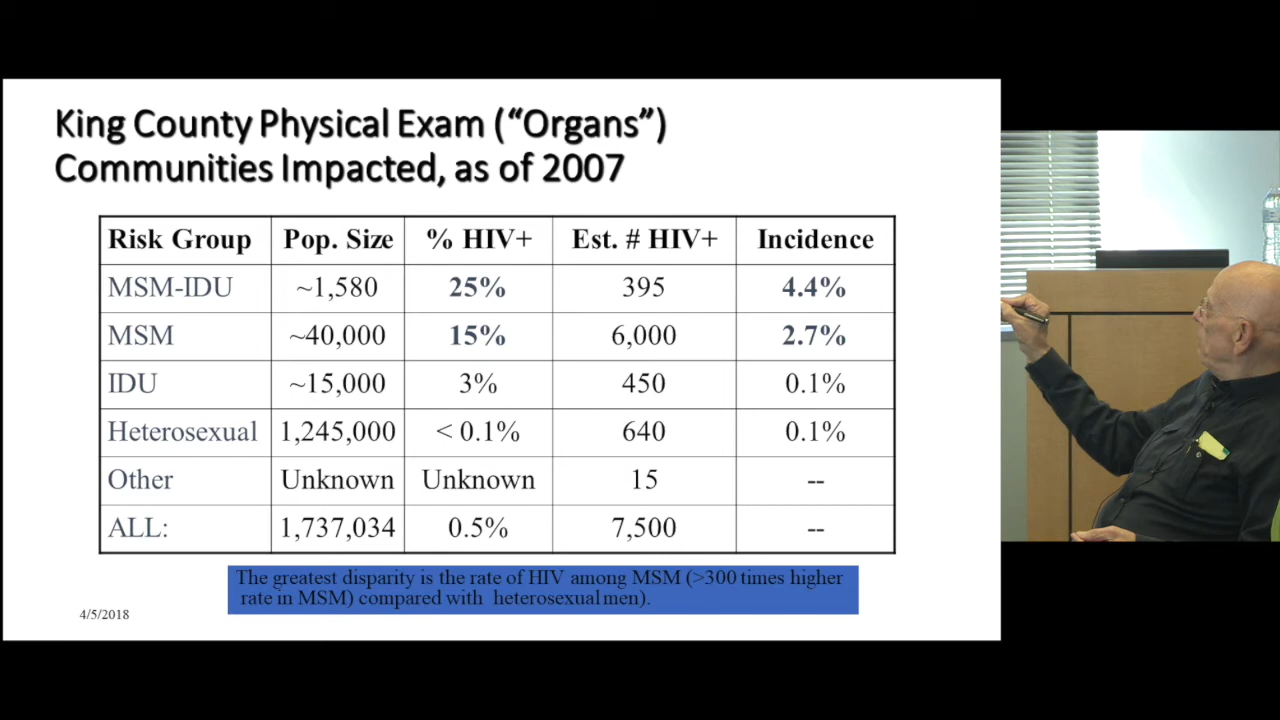 King County Physical Exam (“Organs”)
Communities Impacted, as of 2007
Risk Group Pop. Size % HIV+ Est. # HIV+ Incidence
MSM-IDU ~1,580 25% 395 4.4%
MSM ~40,000 15% 6,000 2.7%
IDU ~15,000 3% 450 0.1%
Heterosexual 1,245,000 < 0.1% 640 0.1%
Other Unknown Unknown 15 --
ALL: 1,737,034 0.5% 7,500 --
The greatest disparity is the rate of HIV among MSM (>300 times higher
rate in MSM) compared with heterosexual men).
4/5/2018